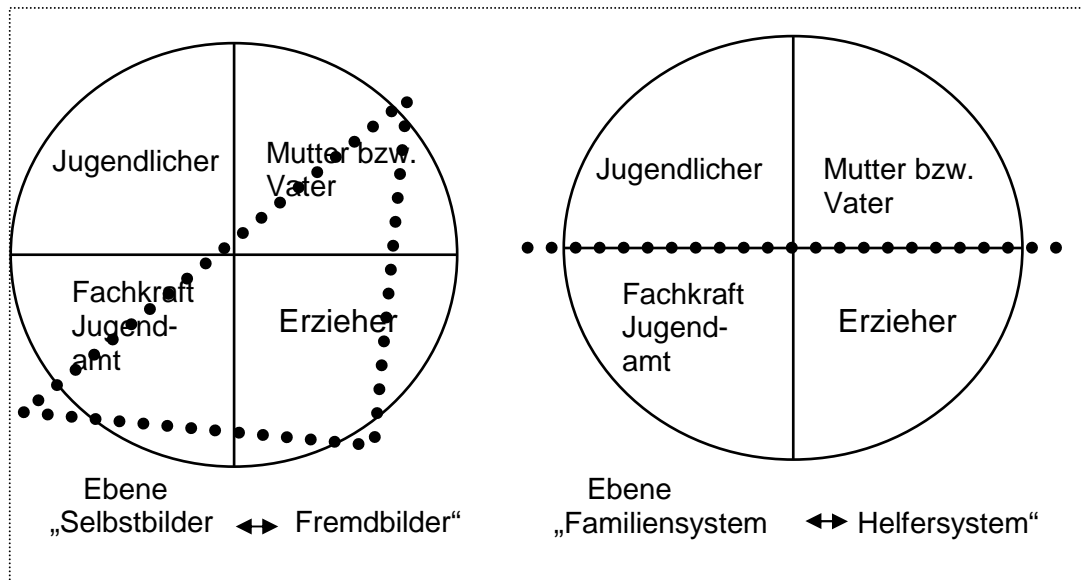 Jugendlicher
Mutter bzw.
Vater
Fachkraft
Jugend-
amt
Erzieher
Ebene
„Selbstbilder ↔ Fremdbilder“
Jugendlicher
Mutter bzw.
Vater
Fachkraft
Jugend-
amt
Erzieher
Ebene
„Familiensystem ↔ Helfersystem“